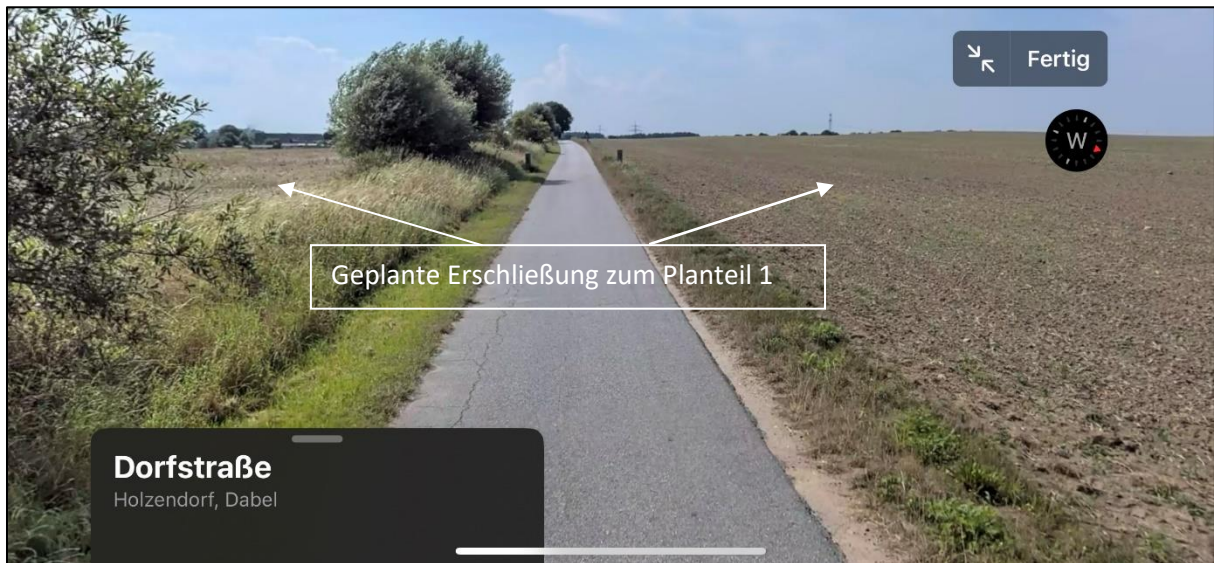 Fertig
W
Geplante Erschließung zum Planteil 1
Dorfstraße
Holzendorf, Dabel